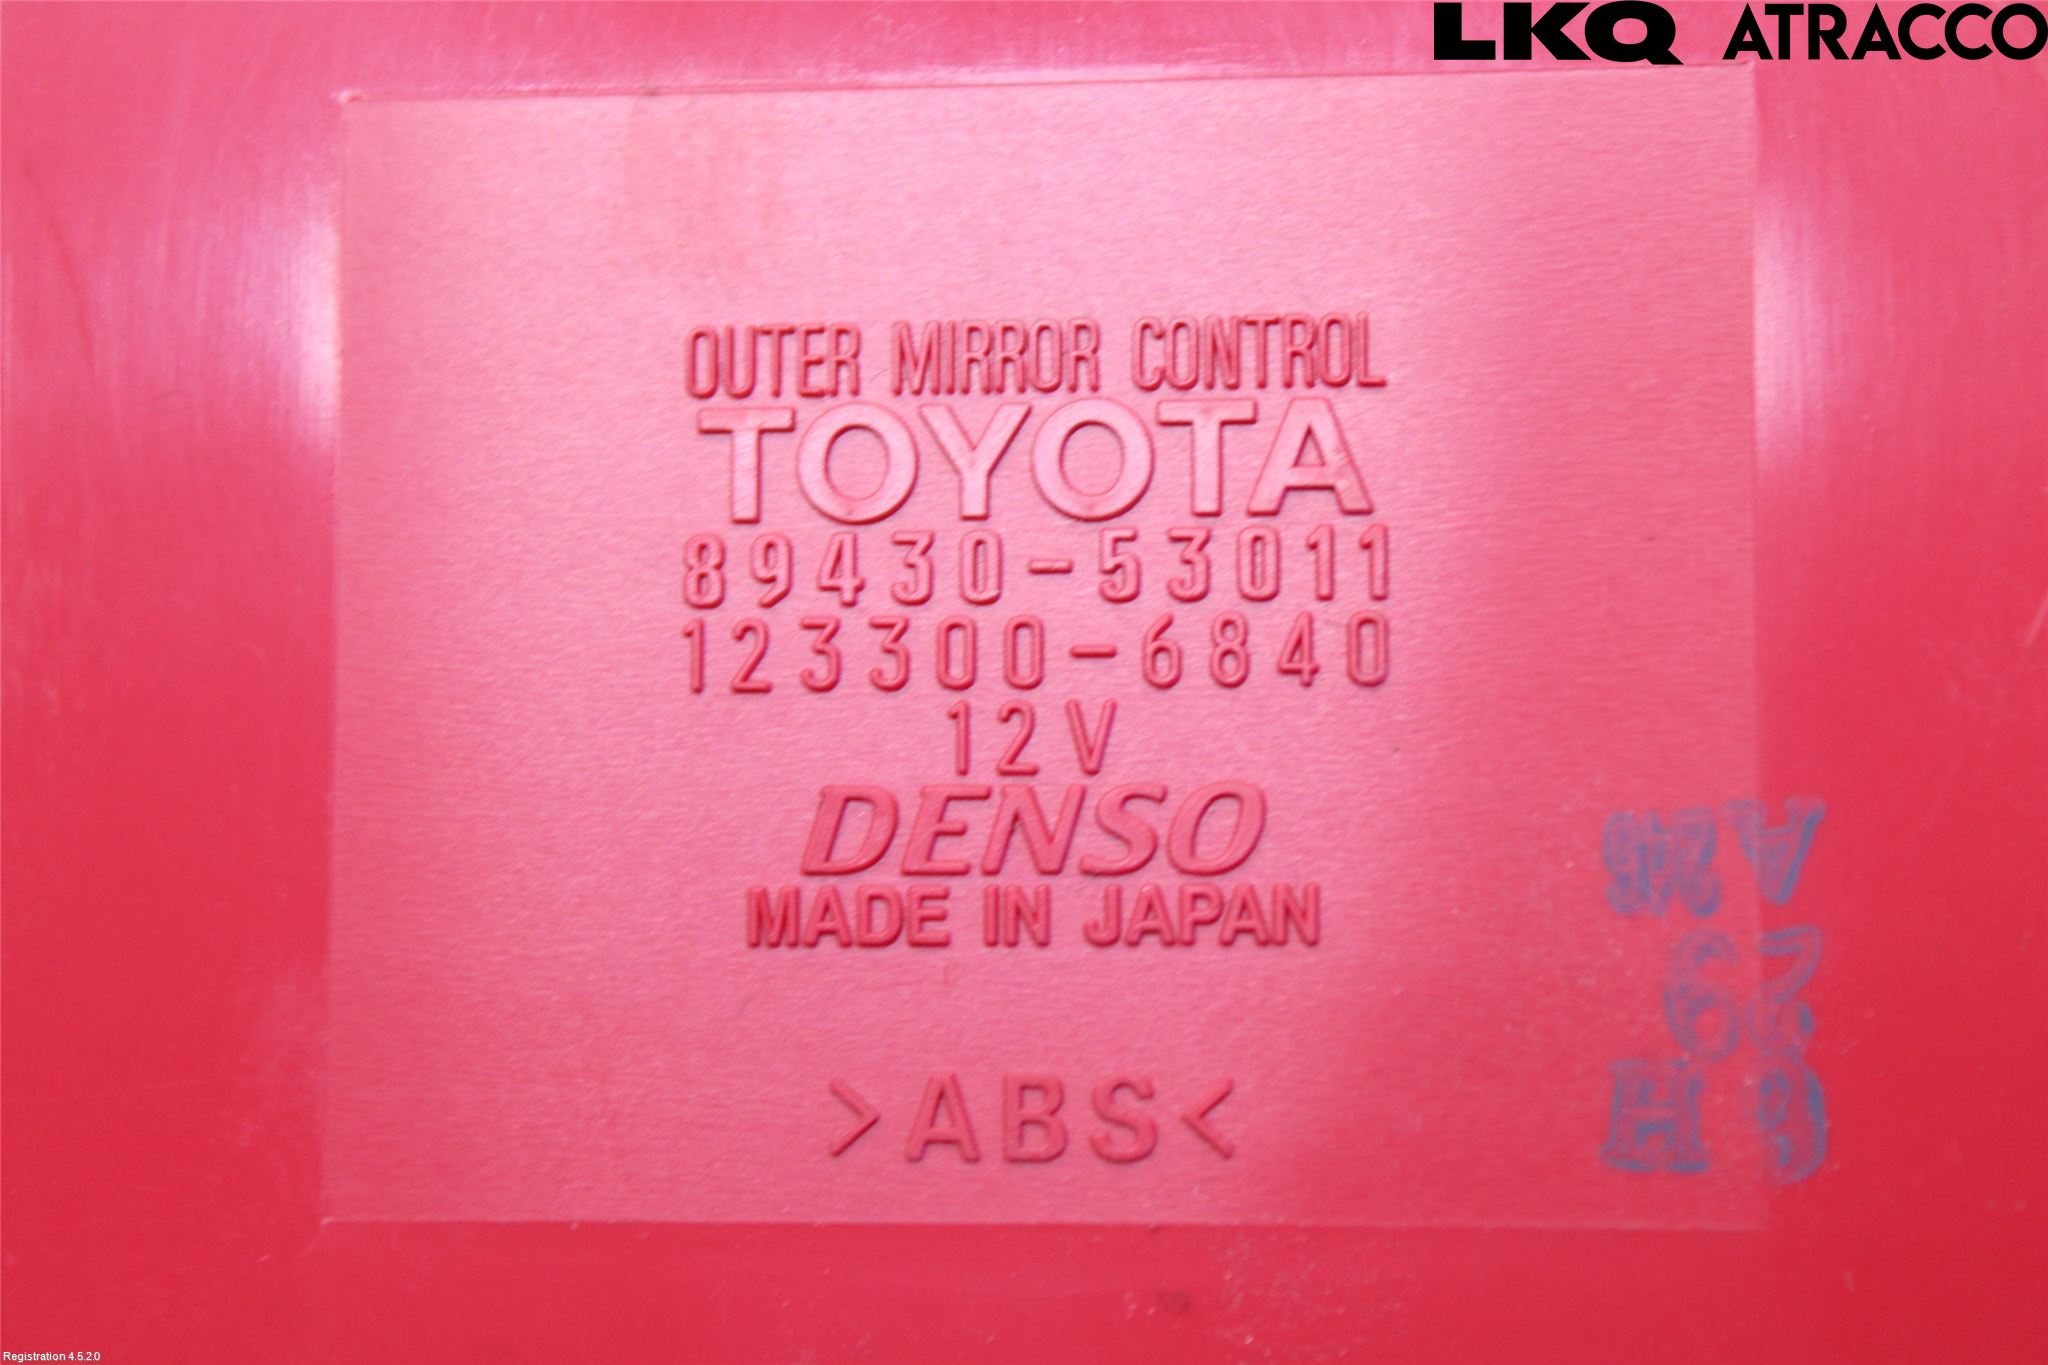 LKQ ATRACCO
OUTER MIRROR CONTROL
TOYOTA
89430-53011
123300-6840
12V
DENSO
MADE IN JAPAN
>ABS<
Registration 4.5.2.0